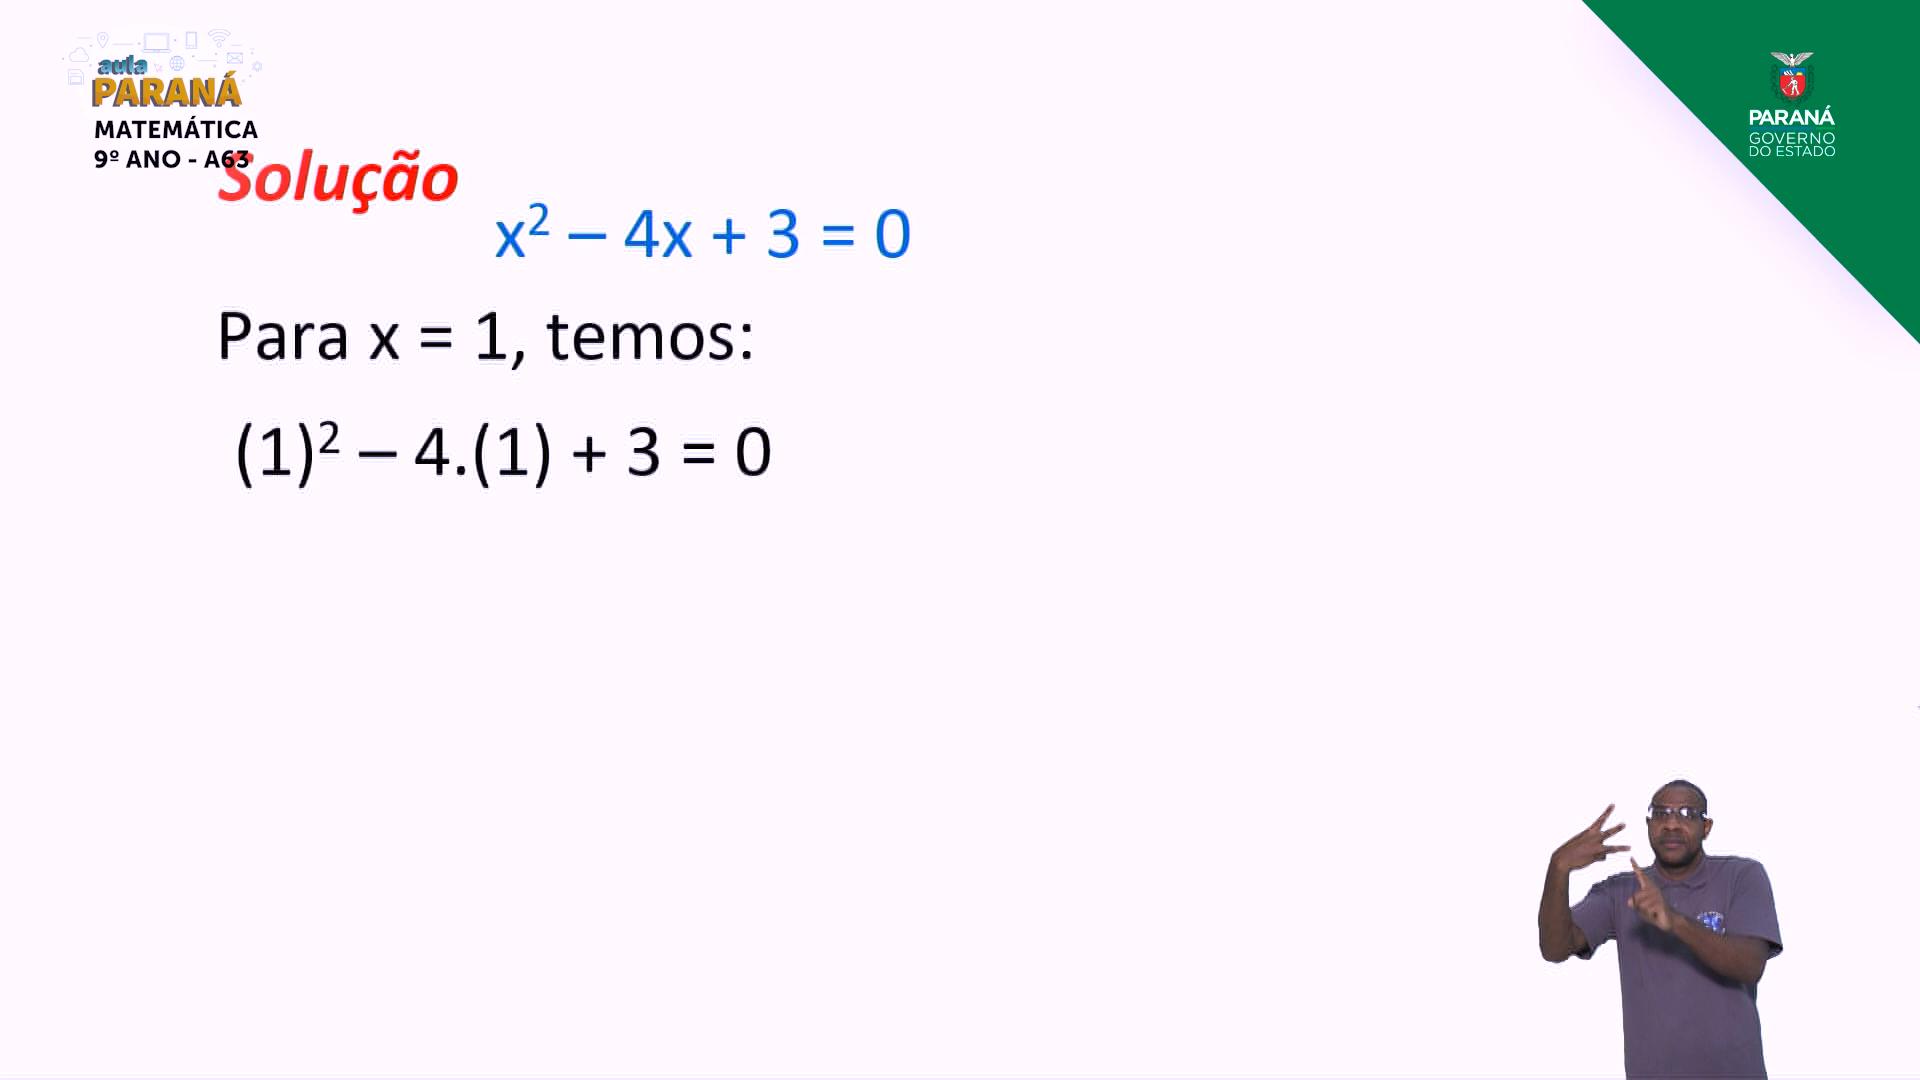 aula
PARANÁ
MATEMÁTICA
9º ANO - A63
Solução
x² – 4x + 3 = 0
Para x = 1, temos:
(1)² – 4.(1) + 3 = 0
PARANÁ
GOVERNO
DO ESTADO